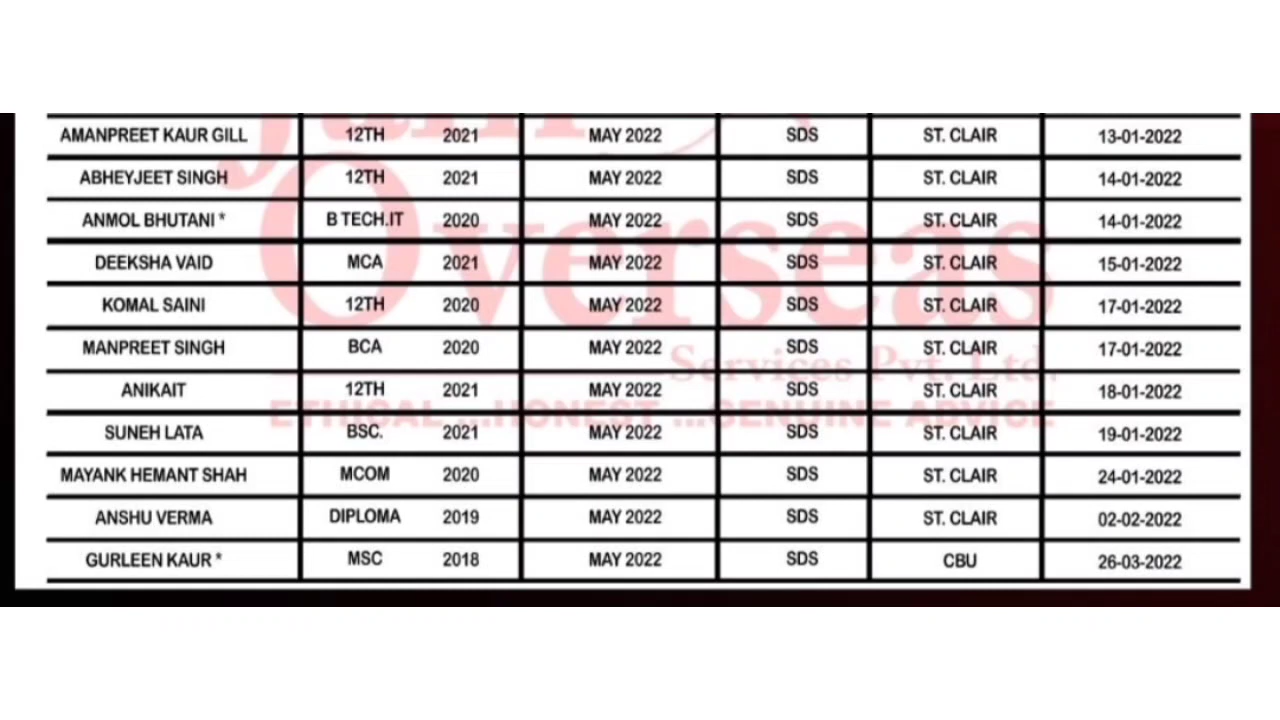 AMANPREET KAUR GILL 12TH 2021 MAY 2022 SDS ST. CLAIR 13-01-2022
ABHEYJEET SINGH 12TH 2021 MAY 2022 SDS ST. CLAIR 14-01-2022
ANMOL BHUTANI * B TECH.IT 2020 MAY 2022 SDS ST. CLAIR 14-01-2022
DEEKSHA VAID MCA 2021 MAY 2022 SDS ST. CLAIR 15-01-2022
KOMAL SAINI 12TH 2020 MAY 2022 SDS ST. CLAIR 17-01-2022
MANPREET SINGH BCA 2020 MAY 2022 SDS ST. CLAIR 17-01-2022
ANIKAIT 12TH 2021 MAY 2022 SDS ST. CLAIR 18-01-2022
SUNEH LATA BSC. 2021 MAY 2022 SDS ST. CLAIR 19-01-2022
MAYANK HEMANT SHAH MCOM 2020 MAY 2022 SDS ST. CLAIR 24-01-2022
ANSHU VERMA DIPLOMA 2019 MAY 2022 SDS ST. CLAIR 02-02-2022
GURLEEN KAUR * MSC 2018 MAY 2022 SDS CBU 26-03-2022
Overseas
Services Pvt. Ltd.
ETHICAL ...HONEST ...GENUINE ADVICE